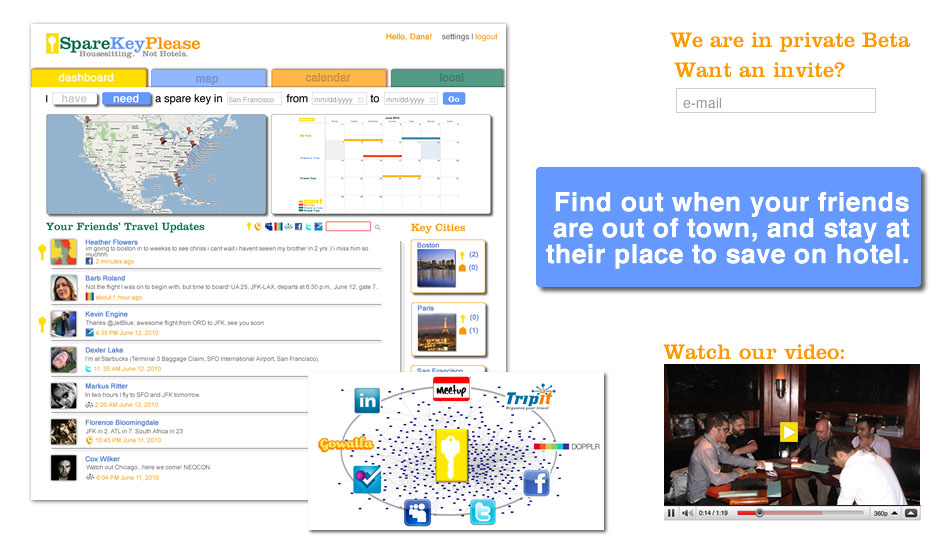 SpareKeyPlease
Housesitting. Not Hotels.
Hello, Dana! settings | logout
dashboard map calendar local
I have need a spare key in San Francisco from mm/dd/yyyy to mm/dd/yyyy Go
June 2010
Your Friends' Travel Updates
Heather Flowers
im going to boston in to weeks to see chriss i cant wait i havent seeen my brother in 2 yrs :/ i miss him so
muchhh
2 minutes ago
Barb Roland
Not the flight I was on to begin with, but time to board! UA 25, JFK-LAX, departs at 6:30 p.m., June 12, gate 7..
about 1 hour ago
Kevin Engine
Thanks @JetBlue..awesome flight from ORD to JFK..see you soon
4:35 PM June 12, 2010
Dexter Lake
I'm at Starbucks (Terminal 3 Baggage Claim, SFO International Airport, San Francisco).
11:35 AM June 12, 2010
Markus Ritter
In two hours I fly to SFO and JFK tomorrow.
2:00 AM June 12, 2010
Florence Bloomingdale
JFK in 2. ATL in 7. South Africa in 23
10:45 PM June 11, 2010
Cox Wilker
Watch out Chicago...here we come! NEOCON
6:04 PM June 11, 2010
Key Cities
Boston
(2)
(0)
Paris
(0)
(1)
San Francisco
in
Meetup
TripIt
Organize your travel
Gowalla
DOPPLR
f
t
We are in private Beta
Want an invite?
e-mail
Find out when your friends
are out of town, and stay at
their place to save on hotel.
Watch our video:
0:14 / 1:19 360p